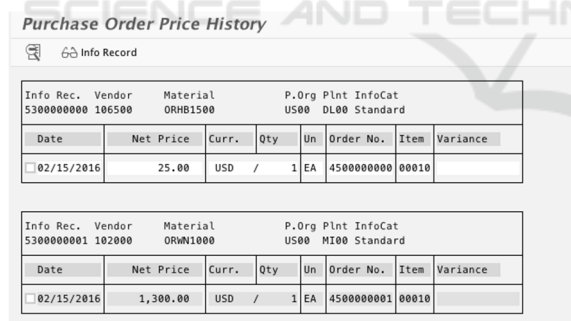 SCIENCE AND TECHN
Purchase Order Price History
Info Record
Info Rec. Vendor Material P.Org Plnt InfoCat
5300000000 106500 ORHB1500 US00 DL00 Standard
Date Net Price Curr. Qty Un Order No. Item Variance
02/15/2016 25.00 USD / 1 EA 4500000000 00010
Info Rec. Vendor Material P.Org Plnt InfoCat
5300000001 102000 ORWN1000 US00 MI00 Standard
Date Net Price Curr. Qty Un Order No. Item Variance
02/15/2016 1,300.00 USD / 1 EA 4500000001 00010